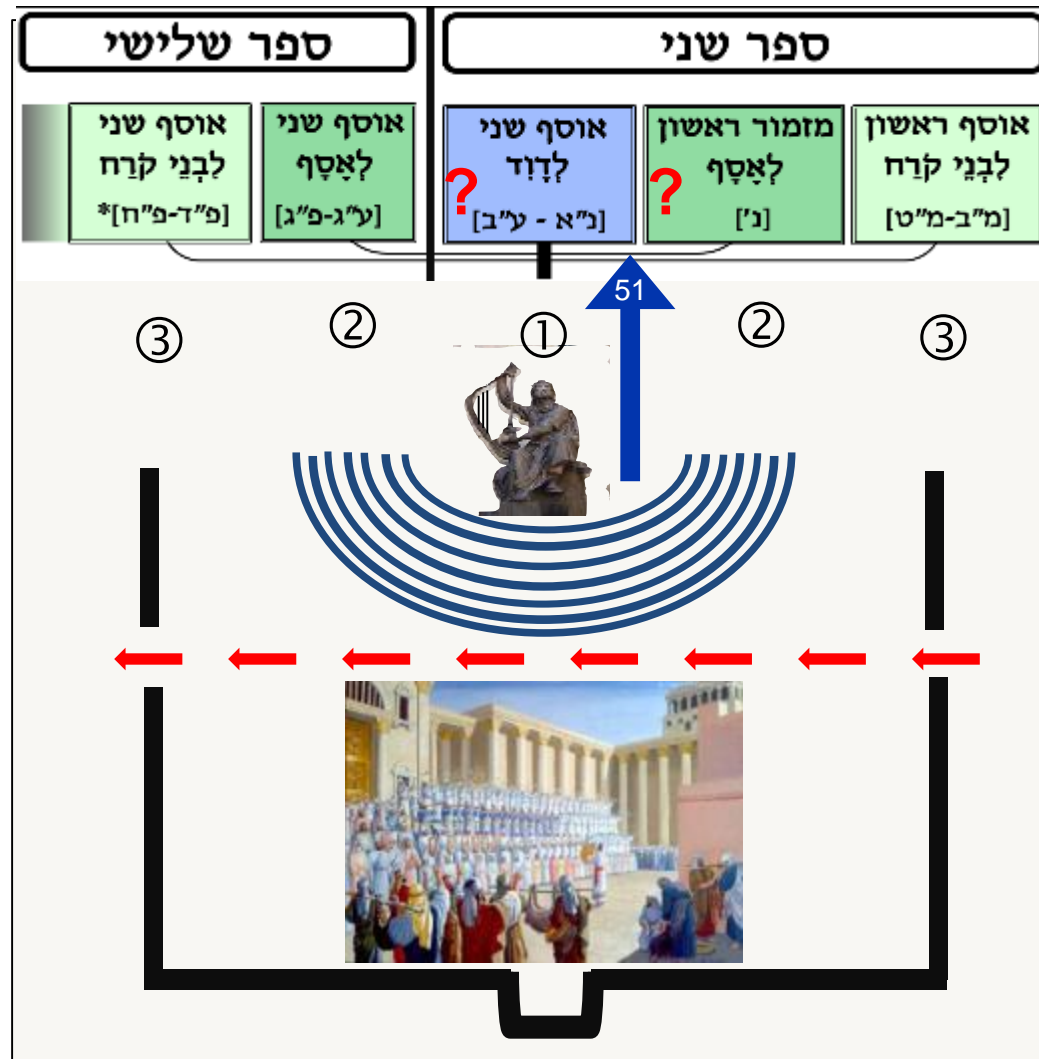 ספר שני
ספר שלישי
אוסף ראשון
לִבְנֵי קֹרַח
[מ״ב-מ״ט]
מזמור ראשון
לְאָסָף
[נ׳]
?
אוסף שני
לְדָוִד
[נ״א - ע״ב]
?
אוסף שני
לְאָסָף
[ע״ג-פ״ג]
אוסף שני
לִבְנֵי קֹרַח
[פ״ד-פ״ח]*
51
③ ② ① ② ③